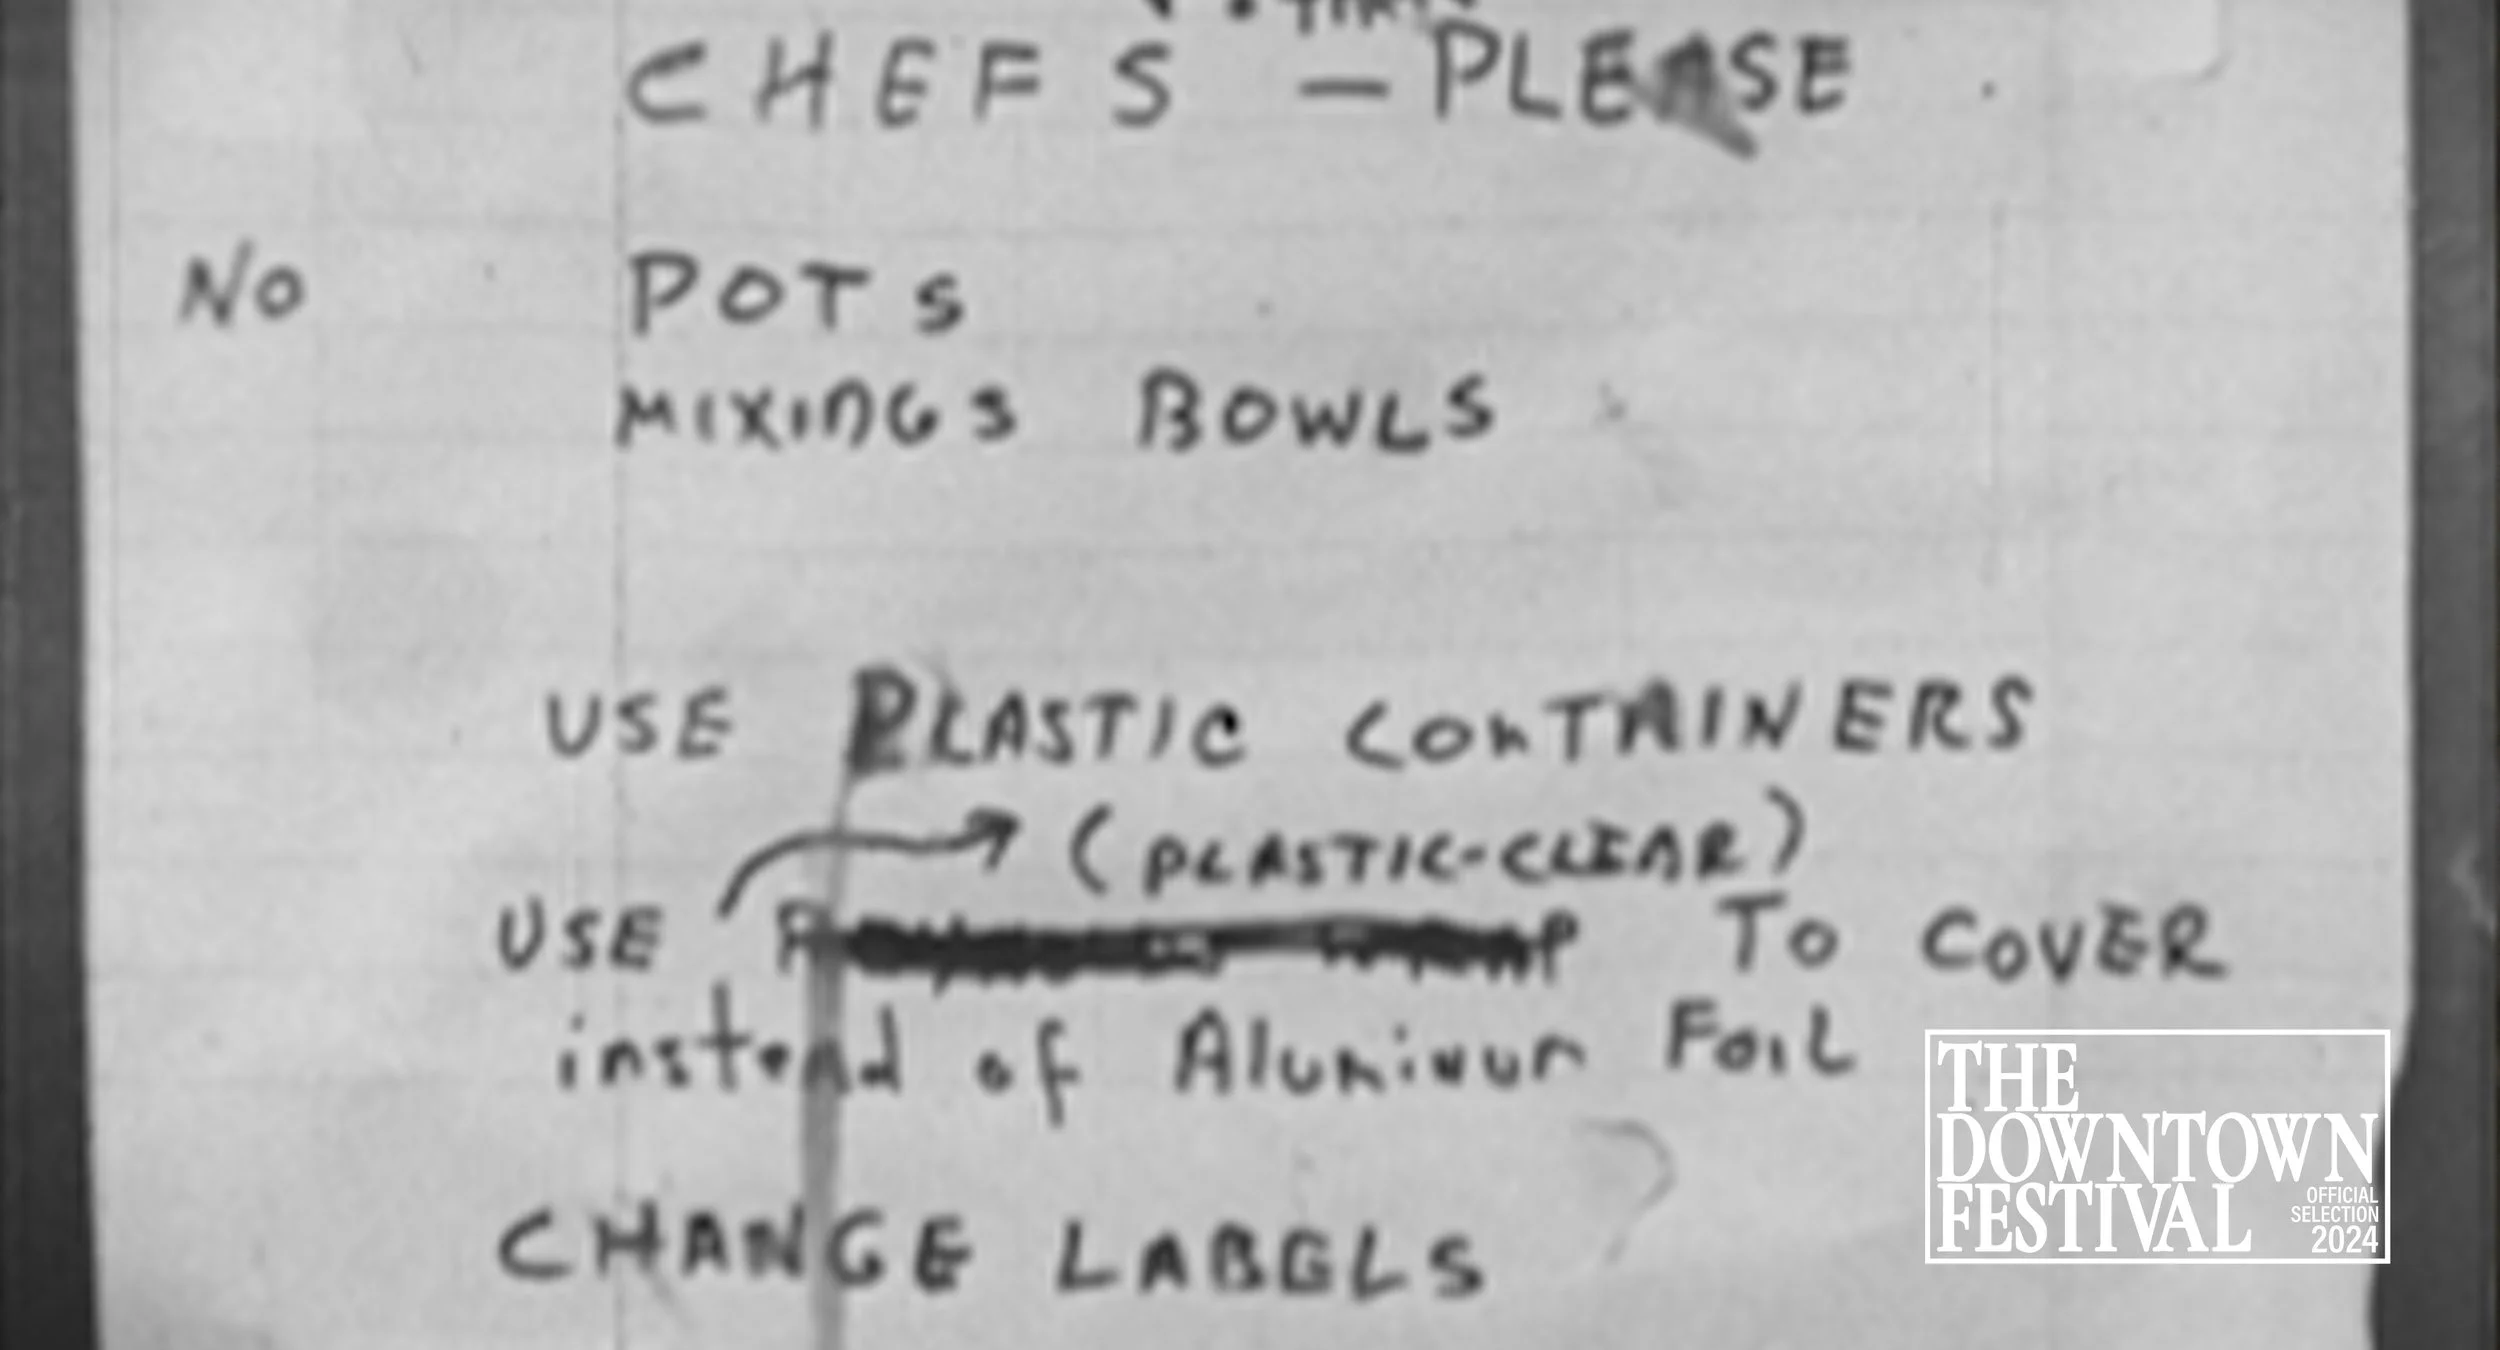 CHEFS - PLEASE
No POTS
MIXINGS BOWLS
USE PLASTIC CONTAINERS
(PLASTIC-CLEAR)
USE TO COVER
instead of Aluminum FOIL
CHANGE LABELS
THE
DOWNTOWN
FESTIVAL
OFFICIAL
SELECTION
2024